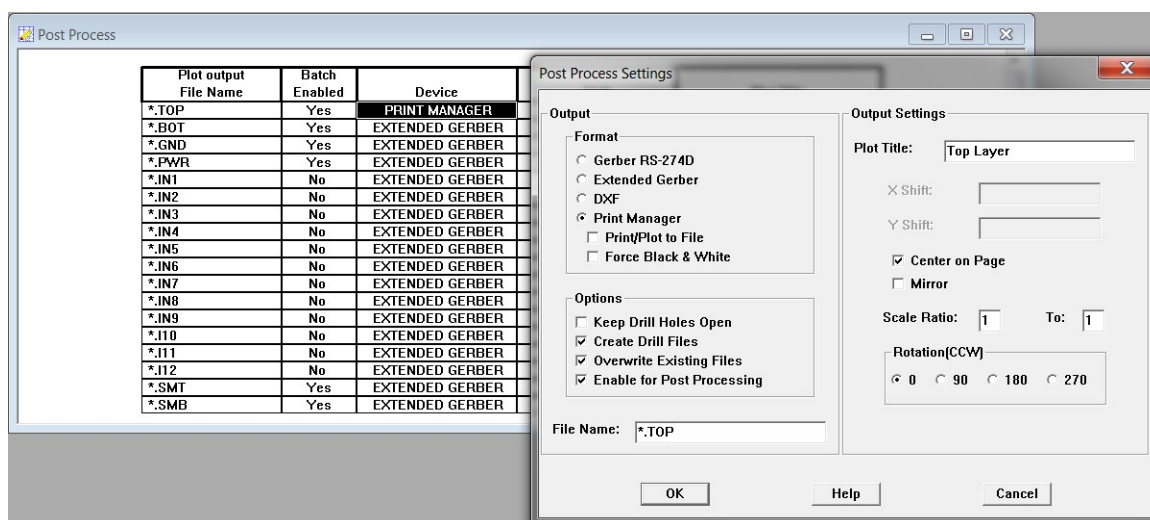 Post Process
Plot output File Name Batch Enabled Device
*.TOP Yes PRINT MANAGER
*.BOT Yes EXTENDED GERBER
*.GND Yes EXTENDED GERBER
*.PWR Yes EXTENDED GERBER
*.IN1 No EXTENDED GERBER
*.IN2 No EXTENDED GERBER
*.IN3 No EXTENDED GERBER
*.IN4 No EXTENDED GERBER
*.IN5 No EXTENDED GERBER
*.IN6 No EXTENDED GERBER
*.IN7 No EXTENDED GERBER
*.IN8 No EXTENDED GERBER
*.IN9 No EXTENDED GERBER
*.I10 No EXTENDED GERBER
*.I11 No EXTENDED GERBER
*.I12 No EXTENDED GERBER
*.SMT Yes EXTENDED GERBER
*.SMB Yes EXTENDED GERBER
Post Process Settings
Output
Format
Gerber RS-274D
Extended Gerber
DXF
Print Manager
Print/Plot to File
Force Black & White
Options
Keep Drill Holes Open
Create Drill Files
Overwrite Existing Files
Enable for Post Processing
File Name: *.TOP
Output Settings
Plot Title: Top Layer
X Shift:
Y Shift:
Center on Page
Mirror
Scale Ratio: 1 To: 1
Rotation(CCW)
0 90 180 270
OK Help Cancel